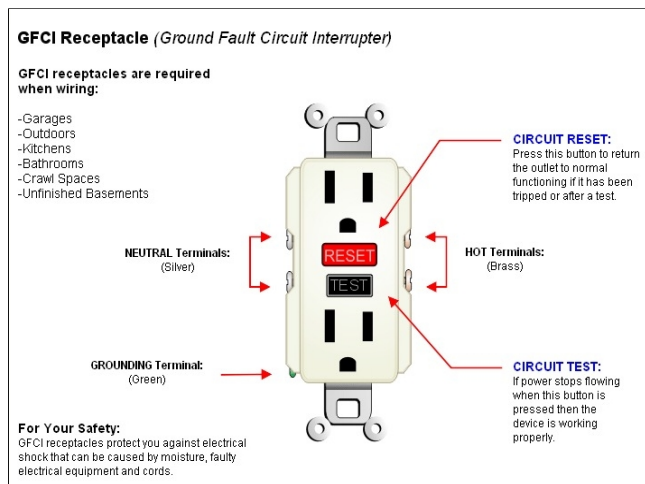 GFCI Receptacle (Ground Fault Circuit Interrupter)
GFCI receptacles are required
when wiring:
-Garages
-Outdoors
-Kitchens
-Bathrooms
-Crawl Spaces
-Unfinished Basements
CIRCUIT RESET:
Press this button to return
the outlet to normal
functioning if it has been
tripped or after a test.
NEUTRAL Terminals:
(Silver)
RESET
TEST
HOT Terminals:
(Brass)
GROUNDING Terminal:
(Green)
CIRCUIT TEST:
If power stops flowing
when this button is
pressed then the
device is working
properly.
For Your Safety:
GFCI receptacles protect you against electrical
shock that can be caused by moisture, faulty
electrical equipment and cords.